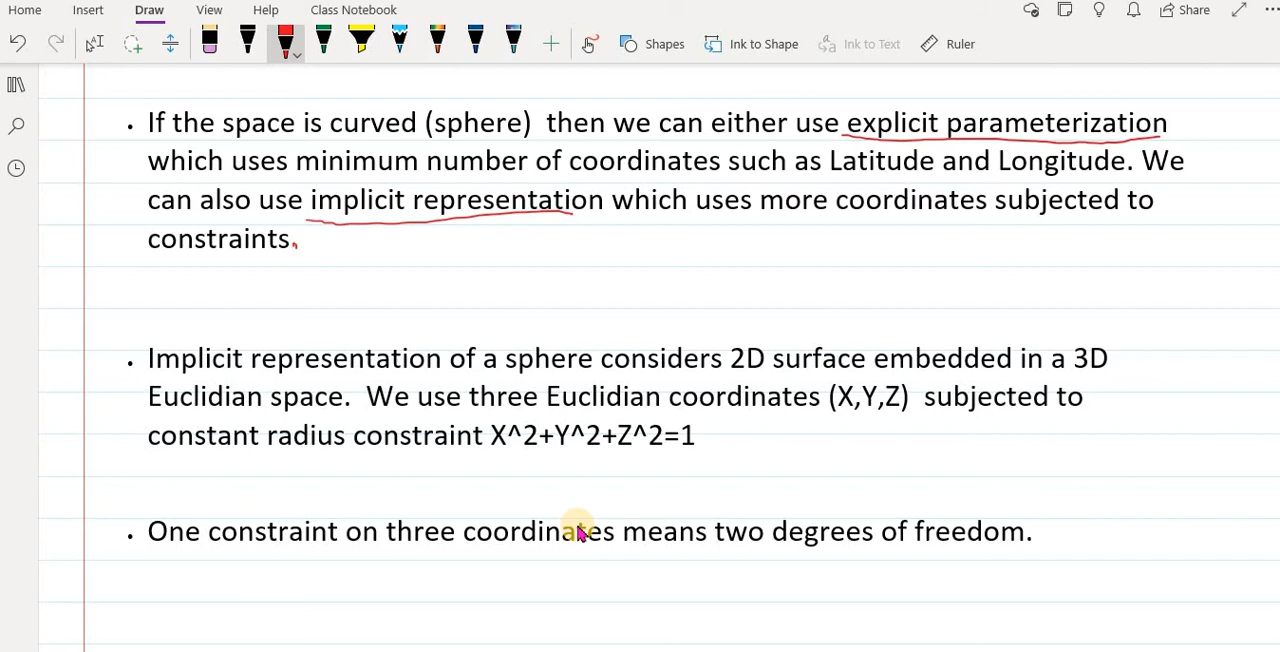 Home Insert Draw View Help Class Notebook Share
Shapes Ink to Shape Ink to Text Ruler
• If the space is curved (sphere)  then we can either use explicit parameterization
which uses minimum number of coordinates such as Latitude and Longitude. We
can also use implicit representation which uses more coordinates subjected to
constraints.
• Implicit representation of a sphere considers 2D surface embedded in a 3D
Euclidian space.  We use three Euclidian coordinates (X,Y,Z)  subjected to
constant radius constraint X^2+Y^2+Z^2=1
• One constraint on three coordinates means two degrees of freedom.